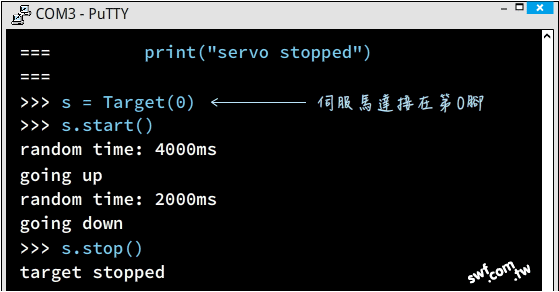 COM3 - PuTTY
===         print("servo stopped")
===
>>> s = Target(0) 伺服馬達接在第0腳
>>> s.start()
random time: 4000ms
going up
random time: 2000ms
going down
>>> s.stop()
target stopped
swf.com.tw